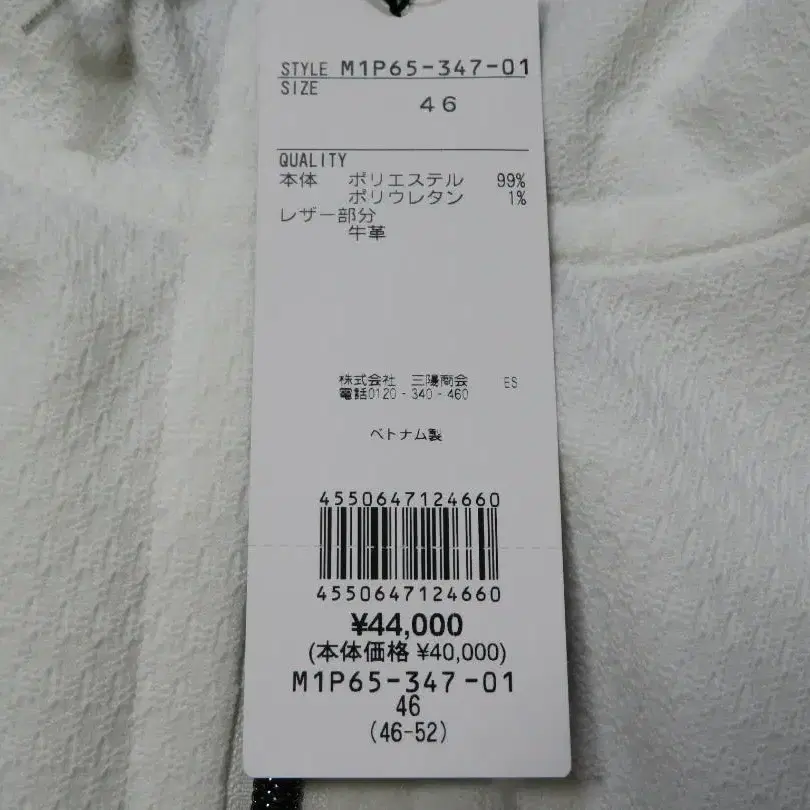 STYLE M1P65-347-01
SIZE
46
QUALITY
本体 ポリエステル 99%
ポリウレタン 1%
レザー部分
牛革
株式会社 三陽商会 ES
電話0120-340-460
ベトナム製
4550647124660
4550647124660
¥44,000
(本体価格 ¥40,000)
M1P65-347-01
46
(46-52)